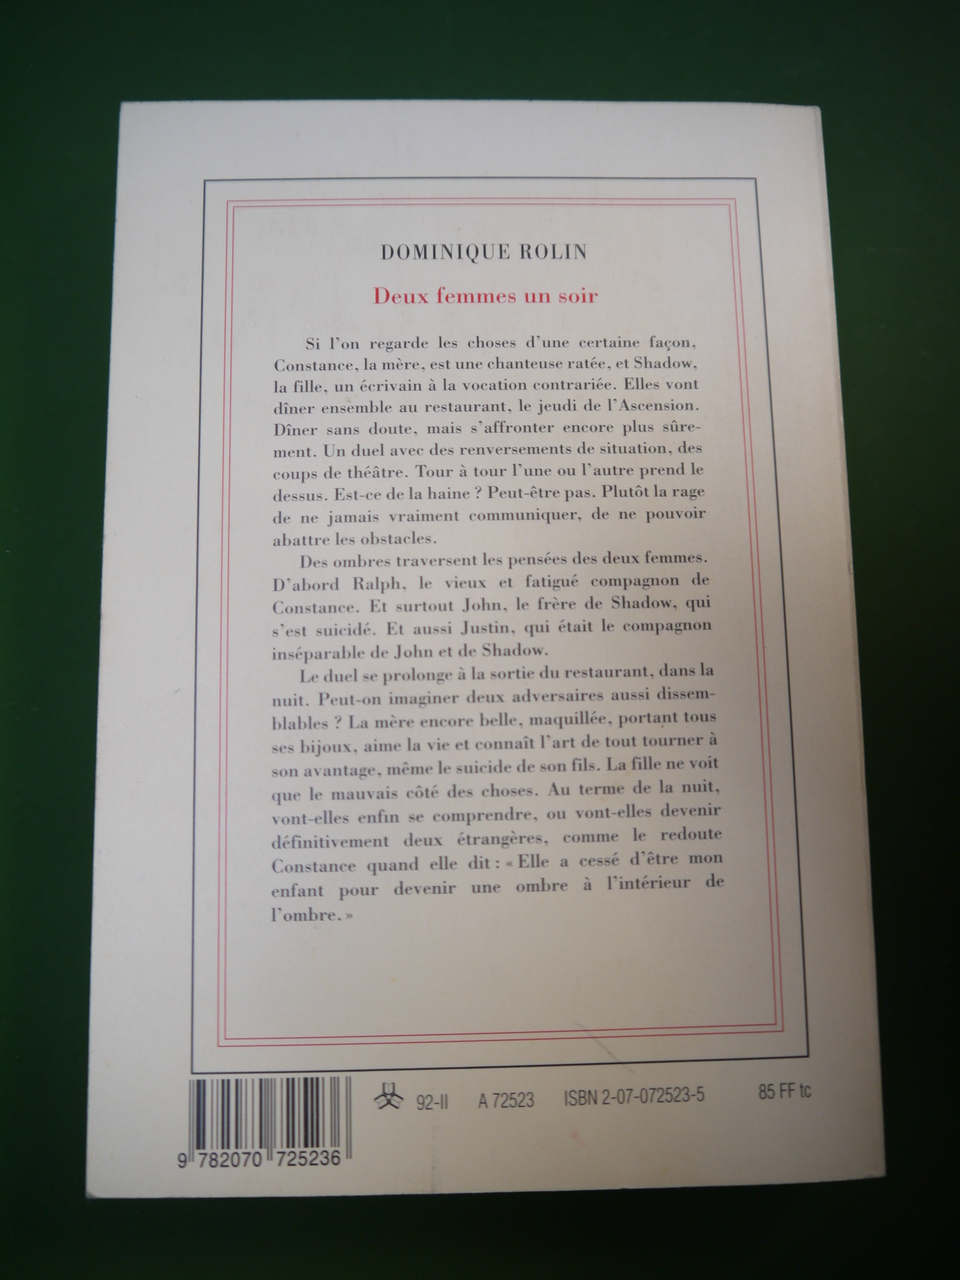 DOMINIQUE ROLIN
Deux femmes un soir
Si l'on regarde les choses d'une certaine façon,
Constance, la mère, est une chanteuse ratée, et Shadow,
la fille, un écrivain à la vocation contrariée. Elles vont
dîner ensemble au restaurant, le jeudi de l'Ascension.
Dîner sans doute, mais s'affronter encore plus sûre-
ment. Un duel avec des renversements de situation, des
coups de théâtre. Tour à tour l'une ou l'autre prend le
dessus. Est-ce de la haine ? Peut-être pas. Plutôt la rage
de ne jamais vraiment communiquer, de ne pouvoir
abattre les obstacles.
Des ombres traversent les pensées des deux femmes.
D'abord Ralph, le vieux et fatigué compagnon de
Constance. Et surtout John, le frère de Shadow, qui
s'est suicidé. Et aussi Justin, qui était le compagnon
inséparable de John et de Shadow.
Le duel se prolonge à la sortie du restaurant, dans la
nuit. Peut-on imaginer deux adversaires aussi dissem-
blables ? La mère encore belle, maquillée, portant tous
ses bijoux, aime la vie et connaît l'art de tout tourner à
son avantage, même le suicide de son fils. La fille ne voit
que le mauvais côté des choses. Au terme de la nuit,
vont-elles enfin se comprendre, ou vont-elles devenir
définitivement deux étrangères, comme le redoute
Constance quand elle dit : « Elle a cessé d'être mon
enfant pour devenir une ombre à l'intérieur de
l'ombre. »
92-II A 72523 ISBN 2-07-072523-5 85 FF tc
9 782070 725236